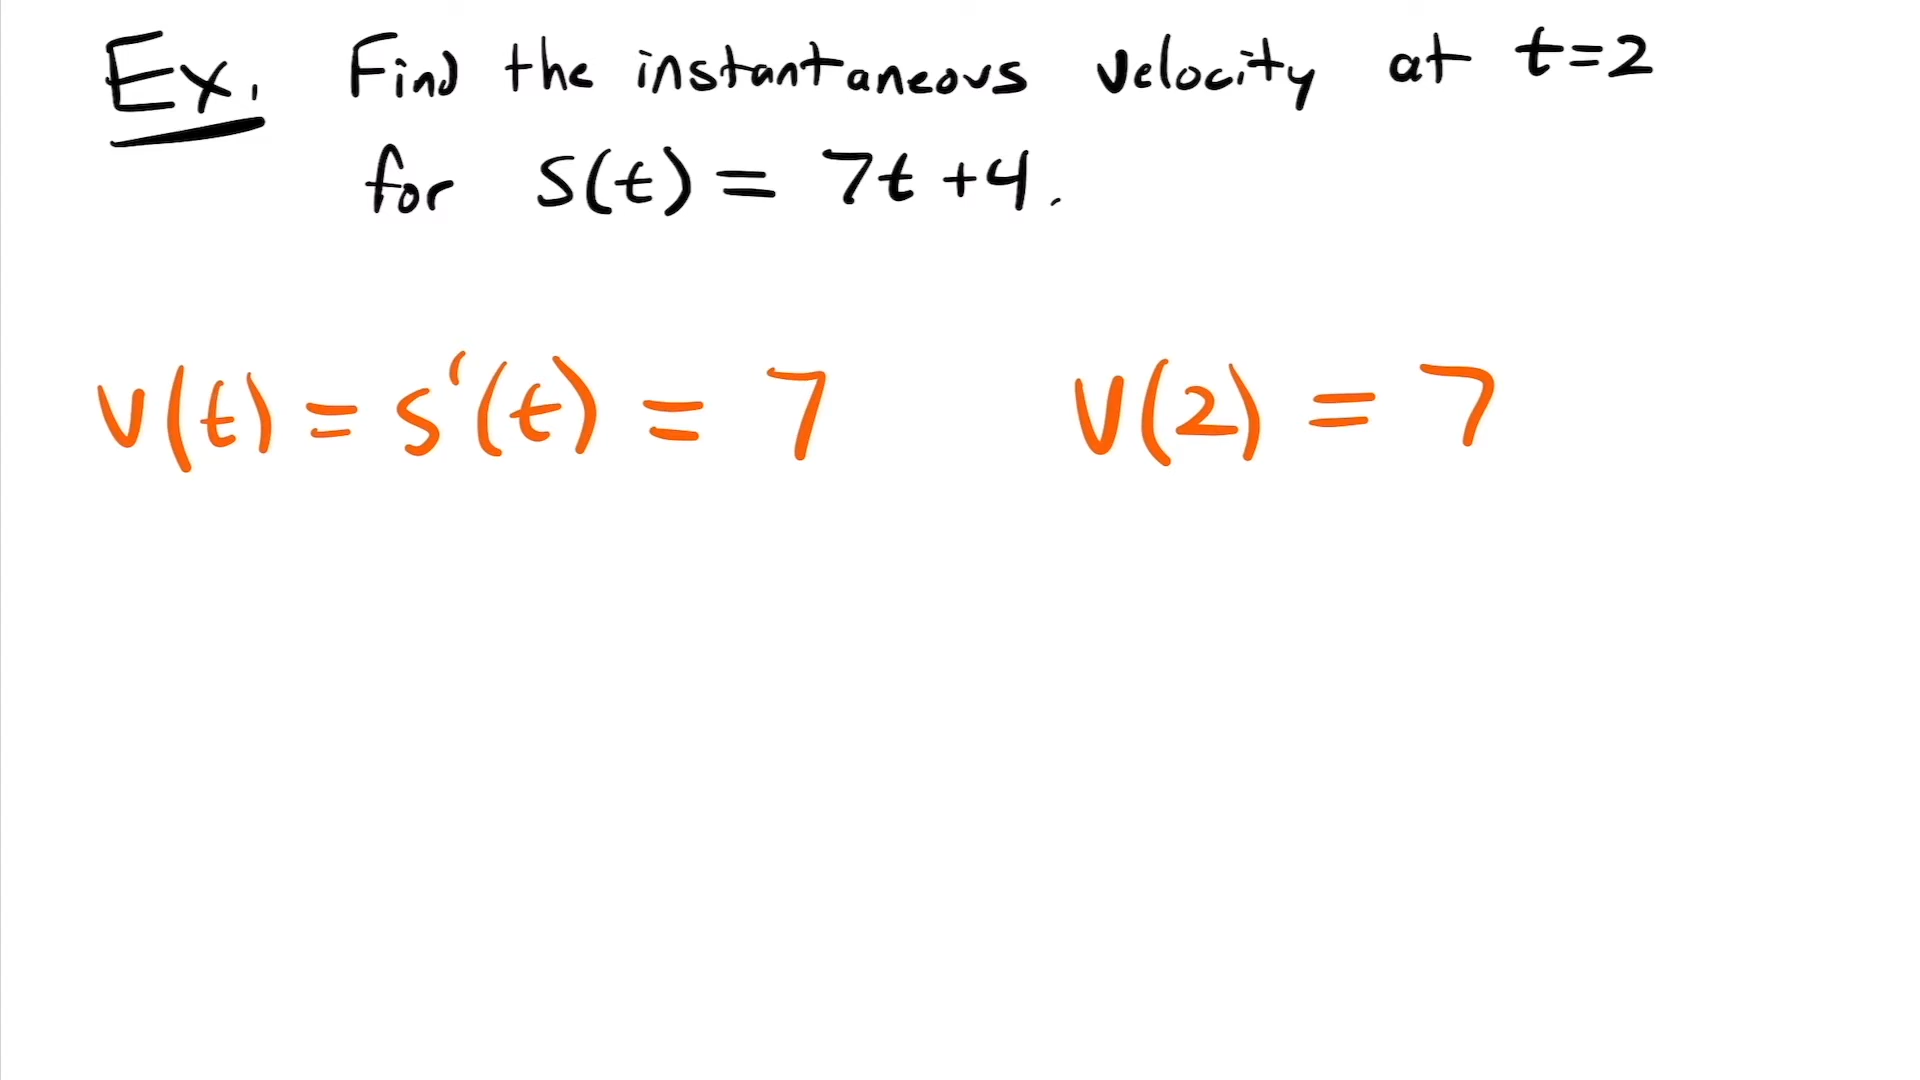 Ex. Find the instantaneous velocity at t=2
for s(t) = 7t+4.
v(t) = s'(t) = 7 v(2) = 7